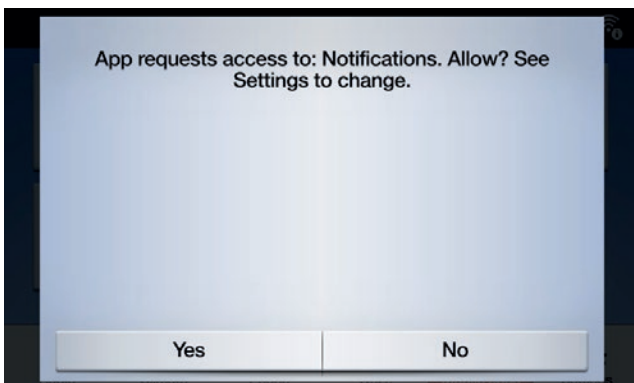 App requests access to: Notifications. Allow? See
Settings to change.
Yes
No